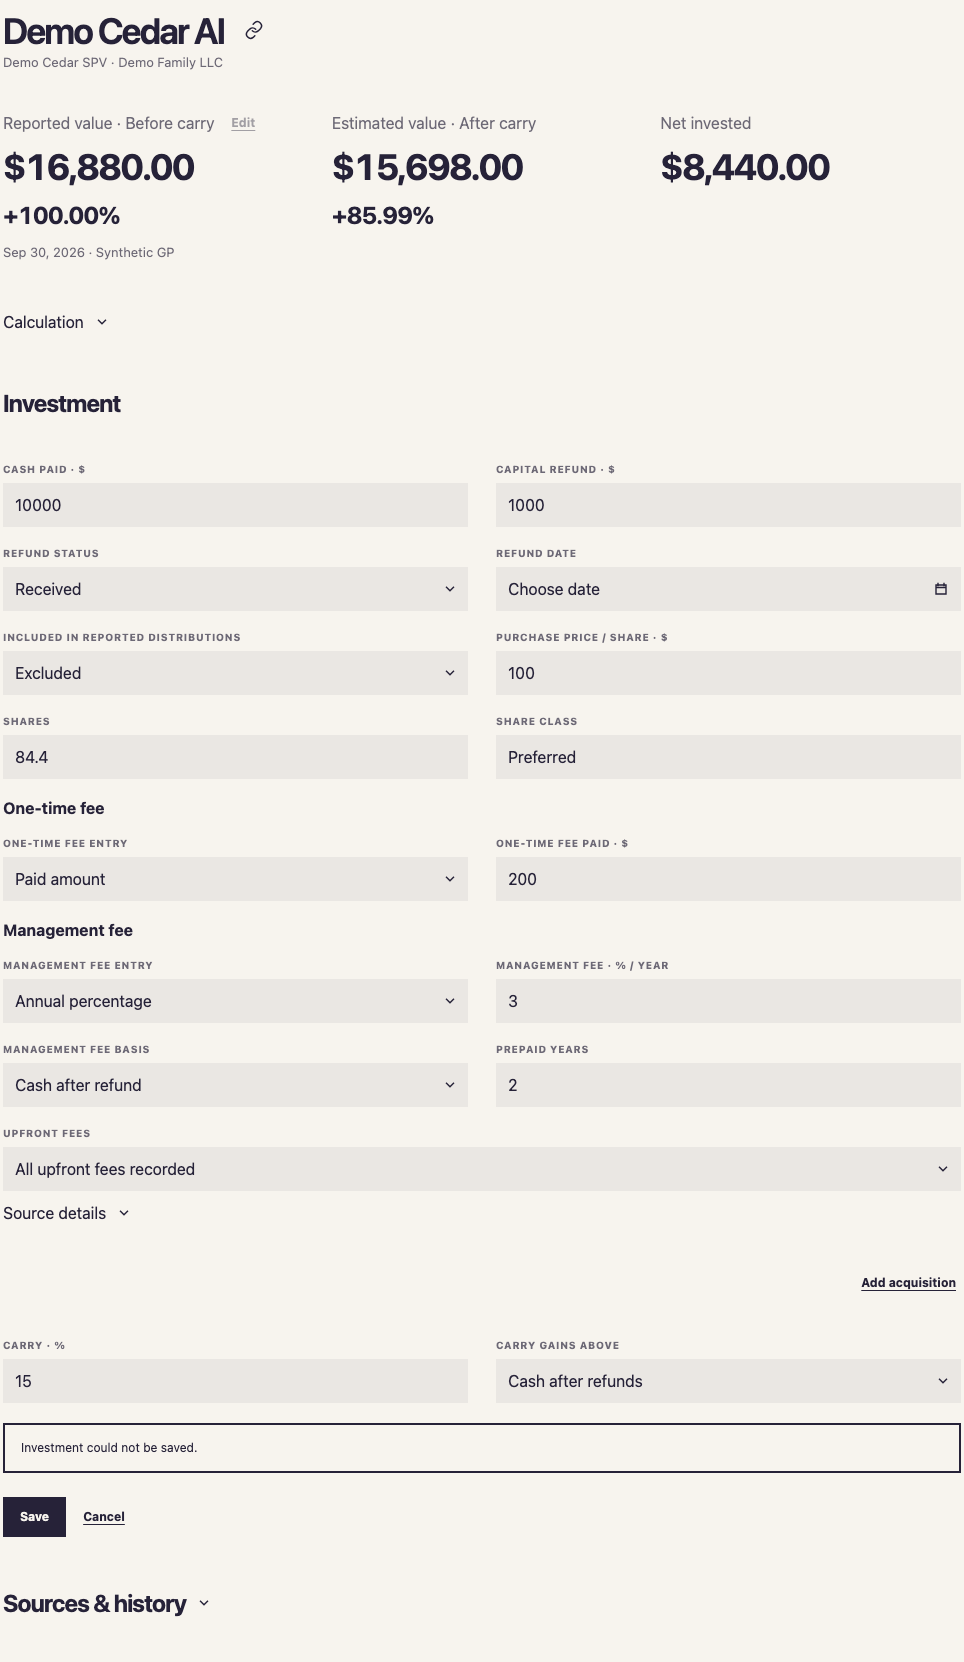 Demo Cedar AI
Demo Cedar SPV · Demo Family LLC
Reported value · Before carry Edit
$16,880.00
+100.00%
Sep 30, 2026 · Synthetic GP
Estimated value · After carry
$15,698.00
+85.99%
Net invested
$8,440.00
Calculation
Investment
CASH PAID · $
10000
CAPITAL REFUND · $
1000
REFUND STATUS
Received
REFUND DATE
Choose date
INCLUDED IN REPORTED DISTRIBUTIONS
Excluded
PURCHASE PRICE / SHARE · $
100
SHARES
84.4
SHARE CLASS
Preferred
One-time fee
ONE-TIME FEE ENTRY
Paid amount
ONE-TIME FEE PAID · $
200
Management fee
MANAGEMENT FEE ENTRY
Annual percentage
MANAGEMENT FEE · % / YEAR
3
MANAGEMENT FEE BASIS
Cash after refund
PREPAID YEARS
2
UPFRONT FEES
All upfront fees recorded
Source details
Add acquisition
CARRY · %
15
CARRY GAINS ABOVE
Cash after refunds
Investment could not be saved.
Save
Cancel
Sources & history